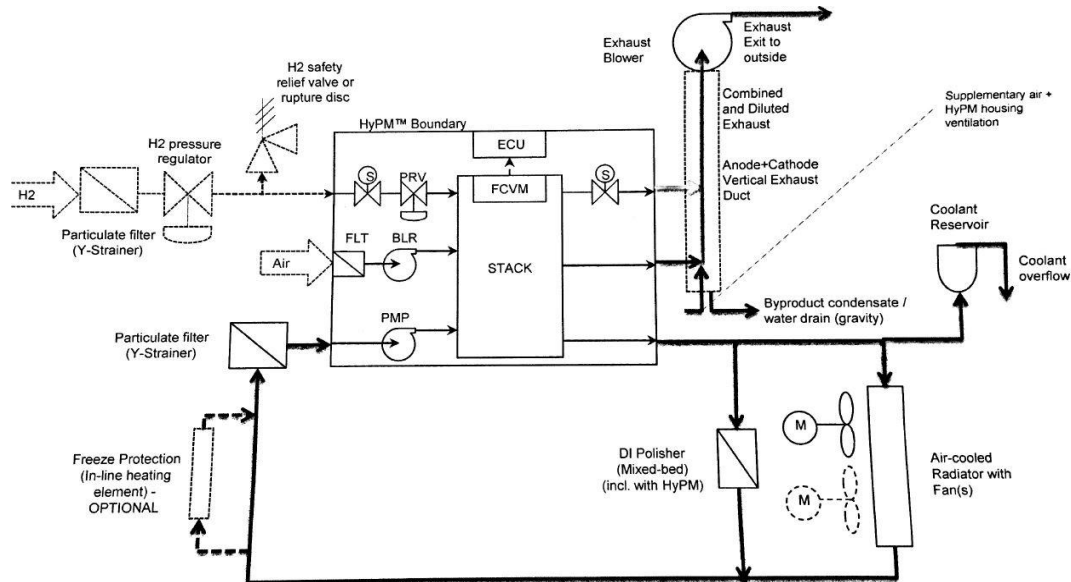 Exhaust
Blower
Exhaust
Exit to
outside
H2 safety
relief valve or
rupture disc
Combined
and Diluted
Exhaust
Supplementary air +
HyPM housing
ventilation
HyPM™ Boundary
ECU
H2 pressure
regulator
S
PRV
FCVM
S
Anode+Cathode
Vertical Exhaust
Duct
H2
Particulate filter
(Y-Strainer)
Coolant
Reservoir
FLT
BLR
Air
STACK
Coolant
overflow
Byproduct condensate /
water drain (gravity)
Particulate filter
(Y-Strainer)
PMP
M
Freeze Protection
(In-line heating
element) -
OPTIONAL
DI Polisher
(Mixed-bed)
(incl. with HyPM)
M
Air-cooled
Radiator with
Fan(s)